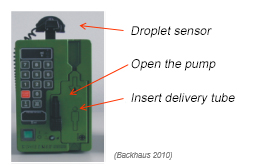 Droplet sensor
Open the pump
Insert delivery tube
(Backhaus 2010)